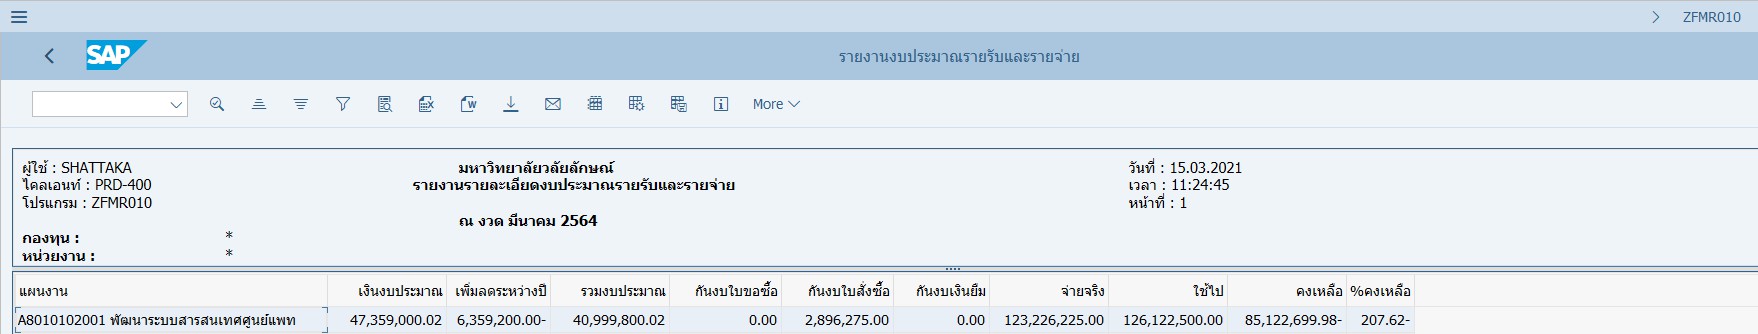 ZFMR010
SAP
รายงานงบประมาณรายรับและรายจ่าย
More
ผู้ใช้ : SHATTAKA มหาวิทยาลัยวลัยลักษณ์ วันที่ : 15.03.2021
ไคลเอนท์ : PRD-400 รายงานรายละเอียดงบประมาณรายรับและรายจ่าย เวลา : 11:24:45
โปรแกรม : ZFMR010 หน้าที่ : 1
ณ งวด มีนาคม 2564
กองทุน : *
หน่วยงาน : *
แผนงาน เงินงบประมาณ เพิ่มลดระหว่างปี รวมงบประมาณ กันงบใบขอซื้อ กันงบใบสั่งซื้อ กันงบเงินยืม จ่ายจริง ใช้ไป คงเหลือ %คงเหลือ
A8010102001 พัฒนาระบบสารสนเทศศูนย์แพท 47,359,000.02 6,359,200.00- 40,999,800.02 0.00 2,896,275.00 0.00 123,226,225.00 126,122,500.00 85,122,699.98- 207.62-